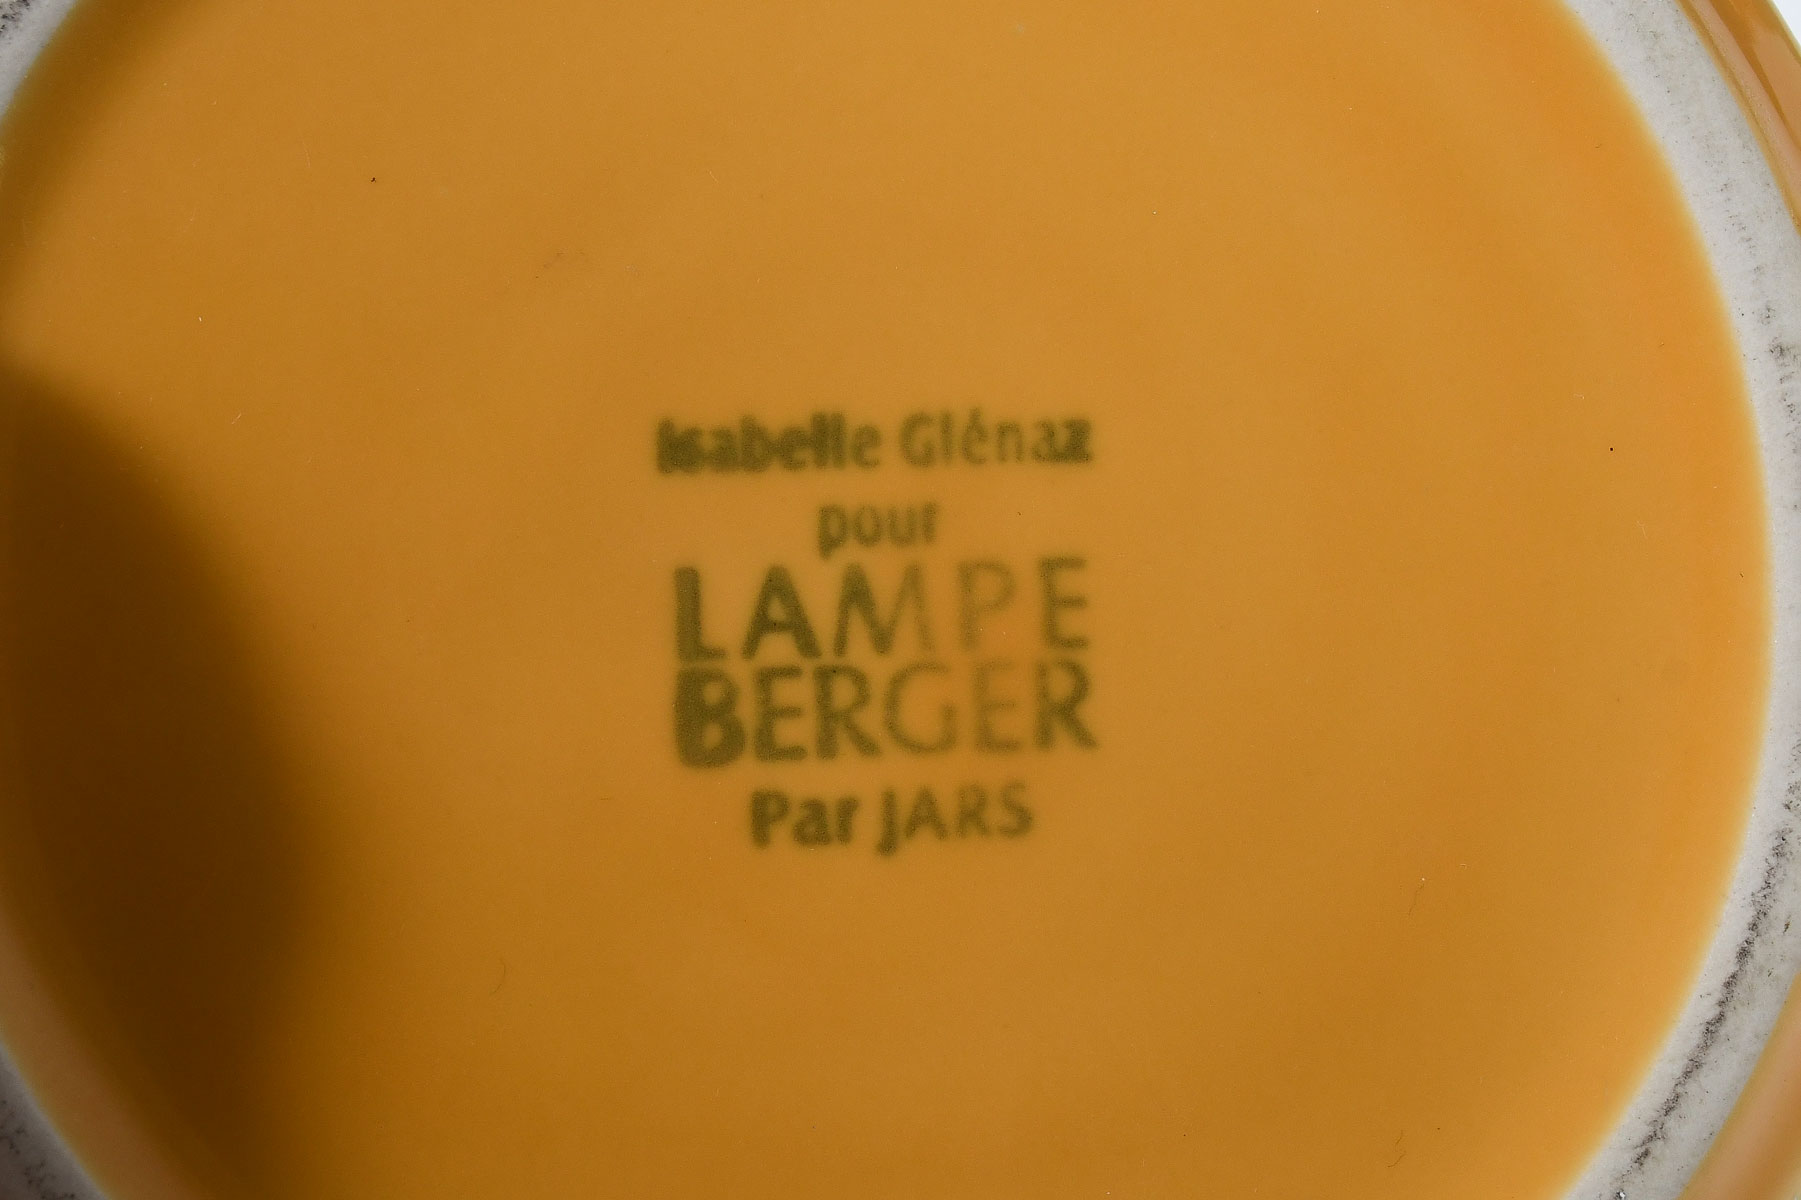 Isabelle Glénaz
pour
LAMPE
BERGER
Par JARS